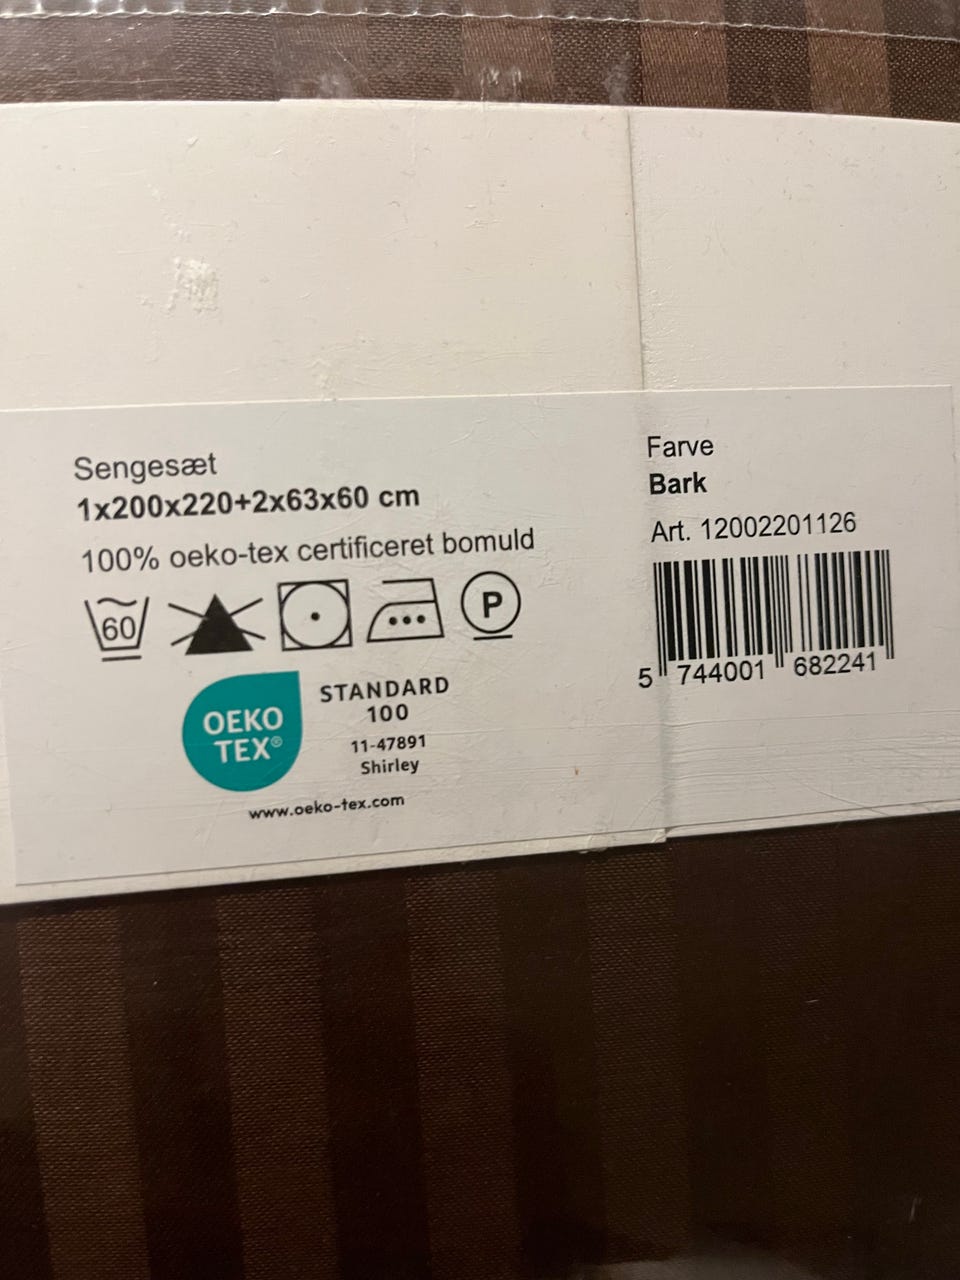 Sengesæt
1x200x220+2x63x60 cm
100% oeko-tex certificeret bomuld
60
P
OEKO
TEX®
STANDARD
100
11-47891
Shirley
www.oeko-tex.com
Farve
Bark
Art. 12002201126
5 744001 682241